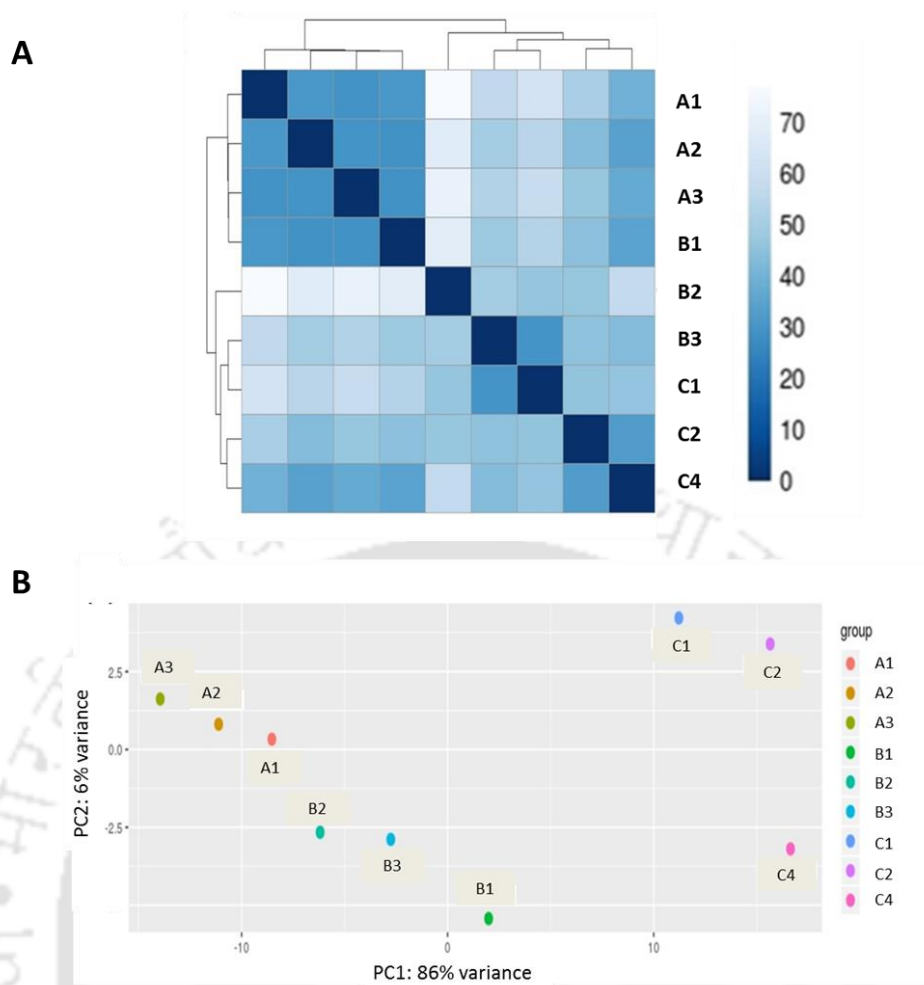 A
A1
A2
A3
B1
B2
B3
C1
C2
C4
70
60
50
40
30
20
10
0
B
PC2: 6% variance
2.5
0.0
-2.5
A3
A2
A1
B2
B3
B1
C1
C2
C4
-10
0
10
PC1: 86% variance
group
A1
A2
A3
B1
B2
B3
C1
C2
C4